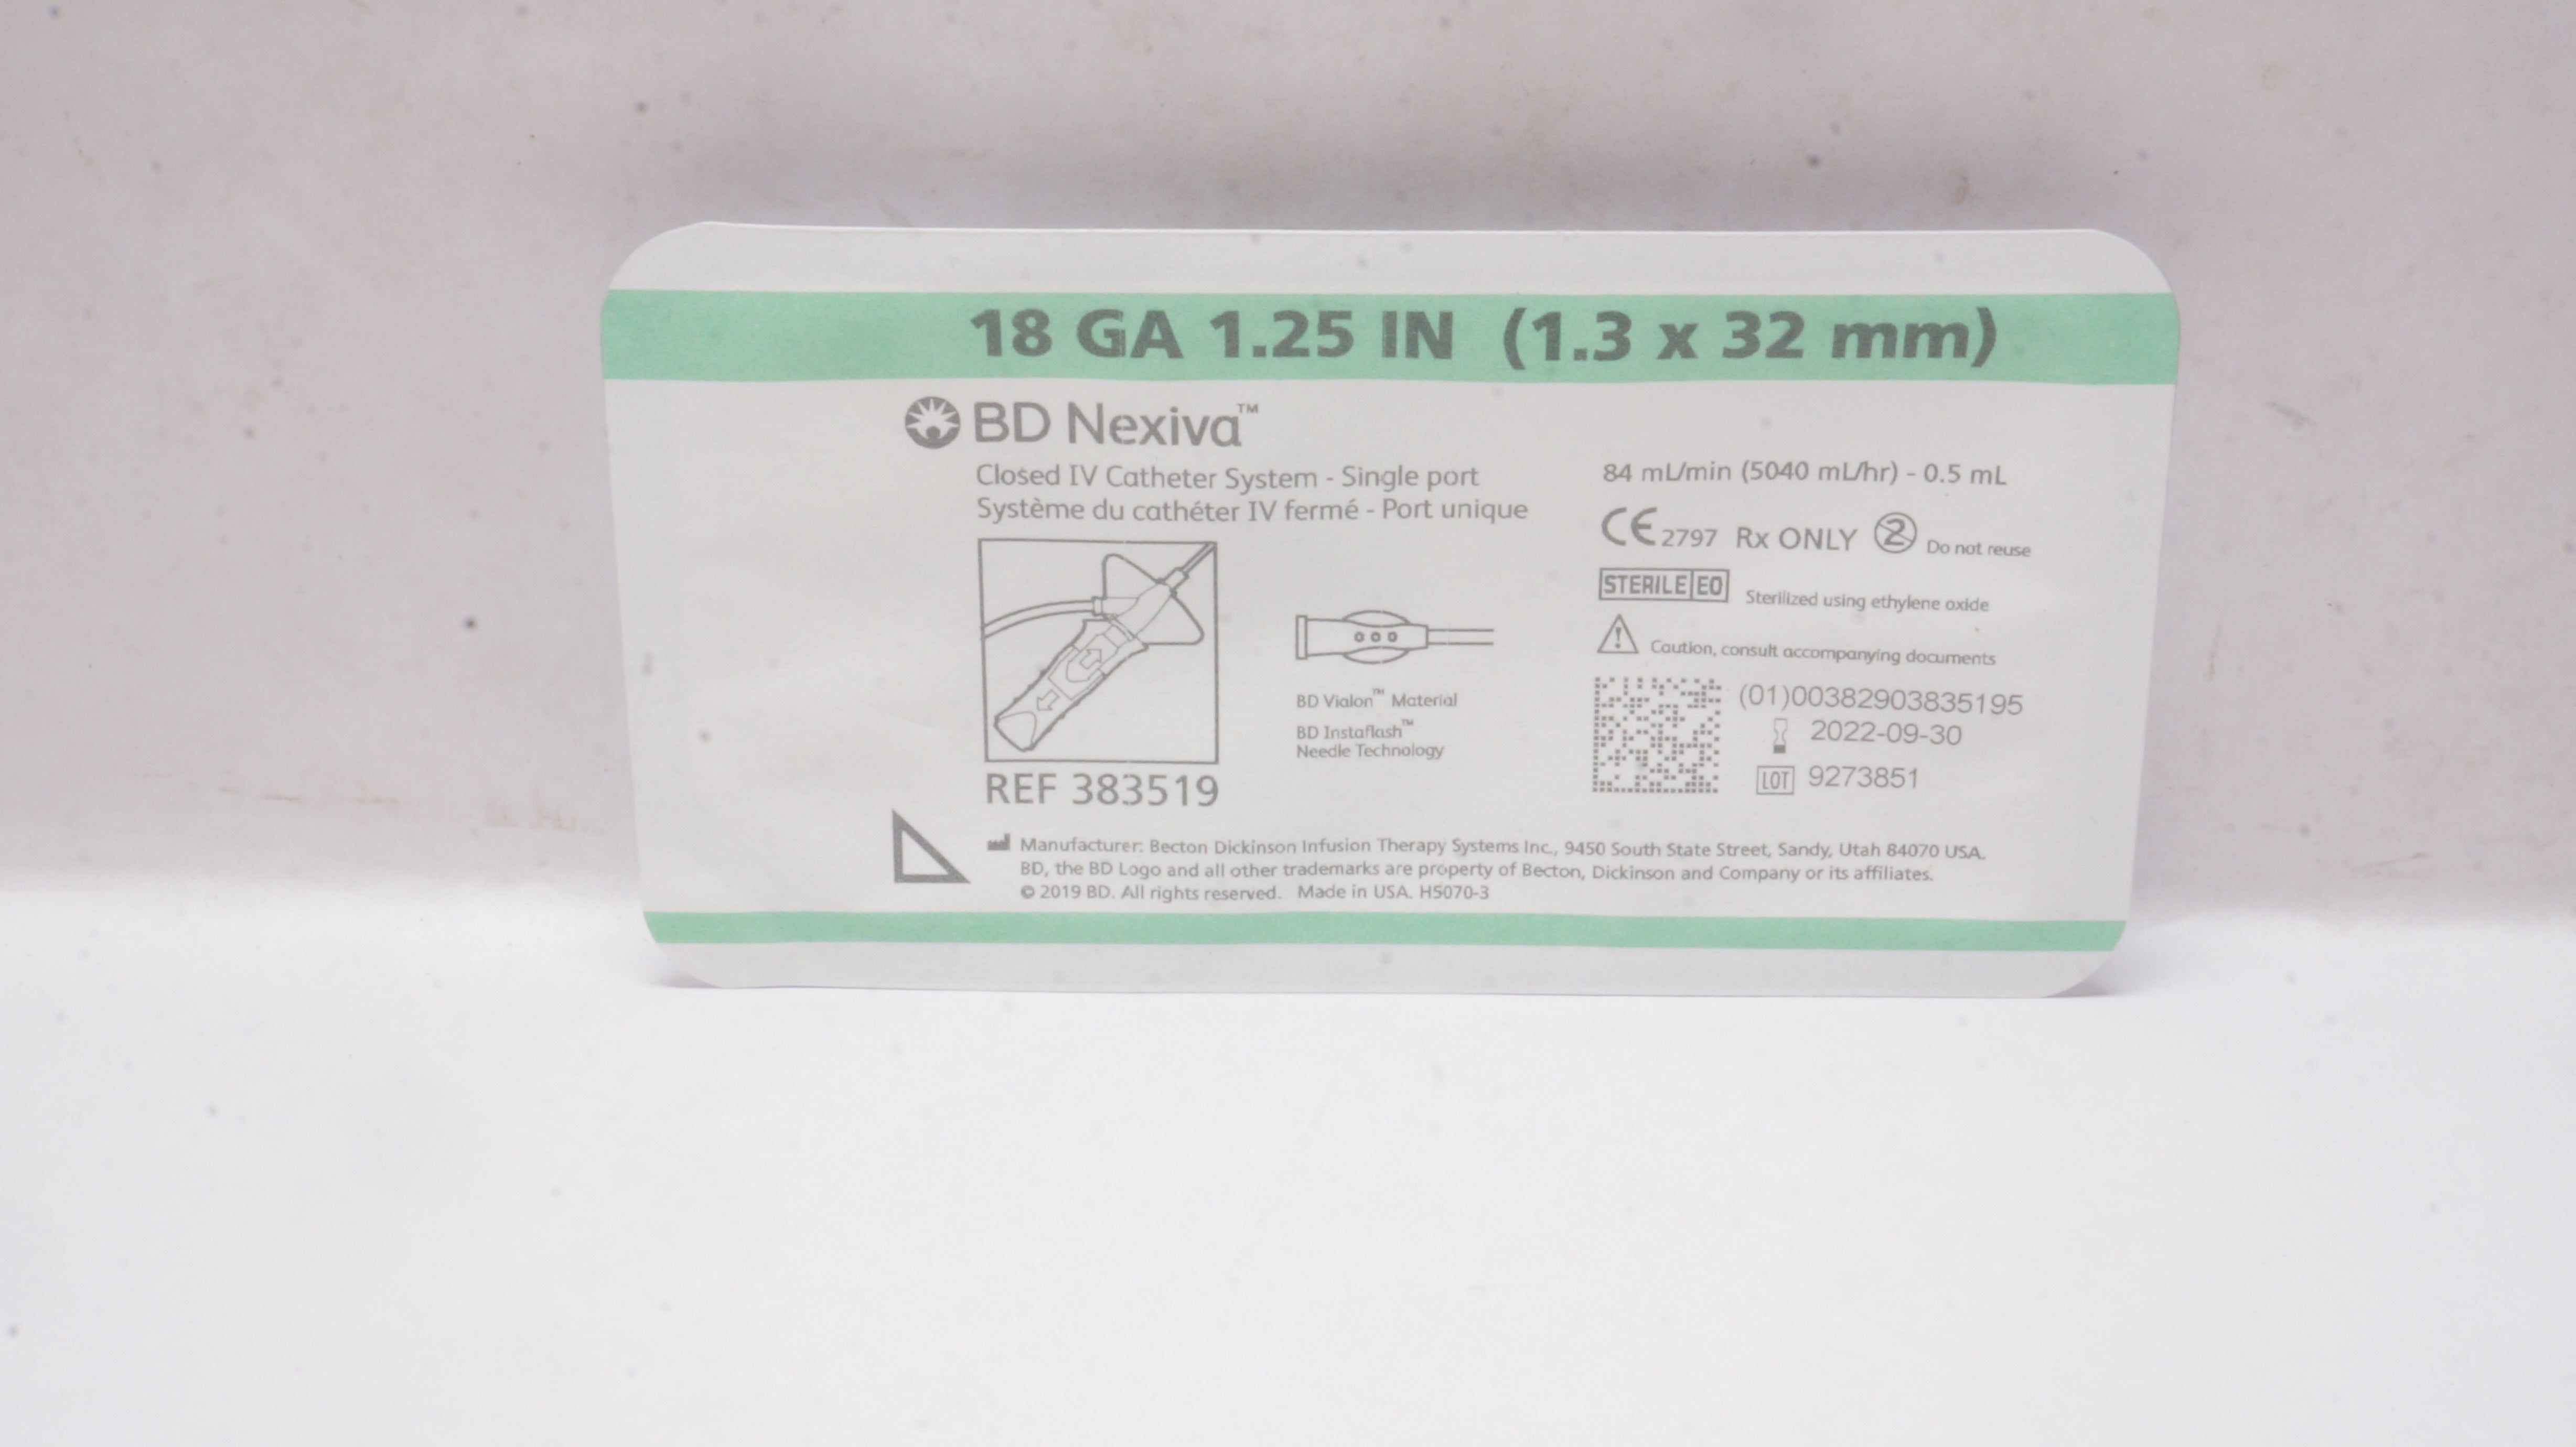 18 GA 1.25 IN (1.3 x 32 mm)
BD Nexiva™
Closed IV Catheter System - Single port
Système du cathéter IV fermé - Port unique
84 mL/min (5040 mL/hr) - 0.5 mL
CE 2797 Rx ONLY 2 Do not reuse
STERILE EO Sterilized using ethylene oxide
Caution, consult accompanying documents
BD Vialon™ Material
BD Instaflash™
Needle Technology
(01)00382903835195
2022-09-30
LOT 9273851
REF 383519
Manufacturer: Becton Dickinson Infusion Therapy Systems Inc., 9450 South State Street, Sandy, Utah 84070 USA.
BD, the BD Logo and all other trademarks are property of Becton, Dickinson and Company or its affiliates.
© 2019 BD. All rights reserved. Made in USA. H5070-3